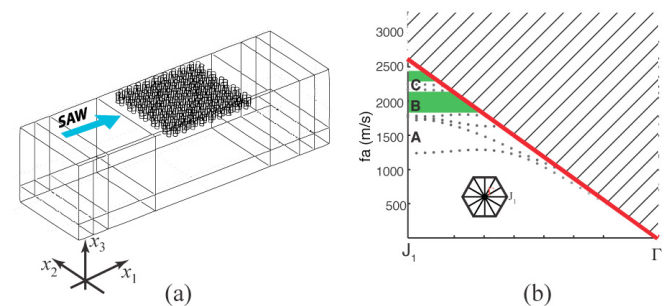 SAW
x₃
x₂
x₁
(a)
b)
fa (m/s)
3000
2500
2000
1500
1000
500
C
B
A
J₁
J₁
Γ
(b)